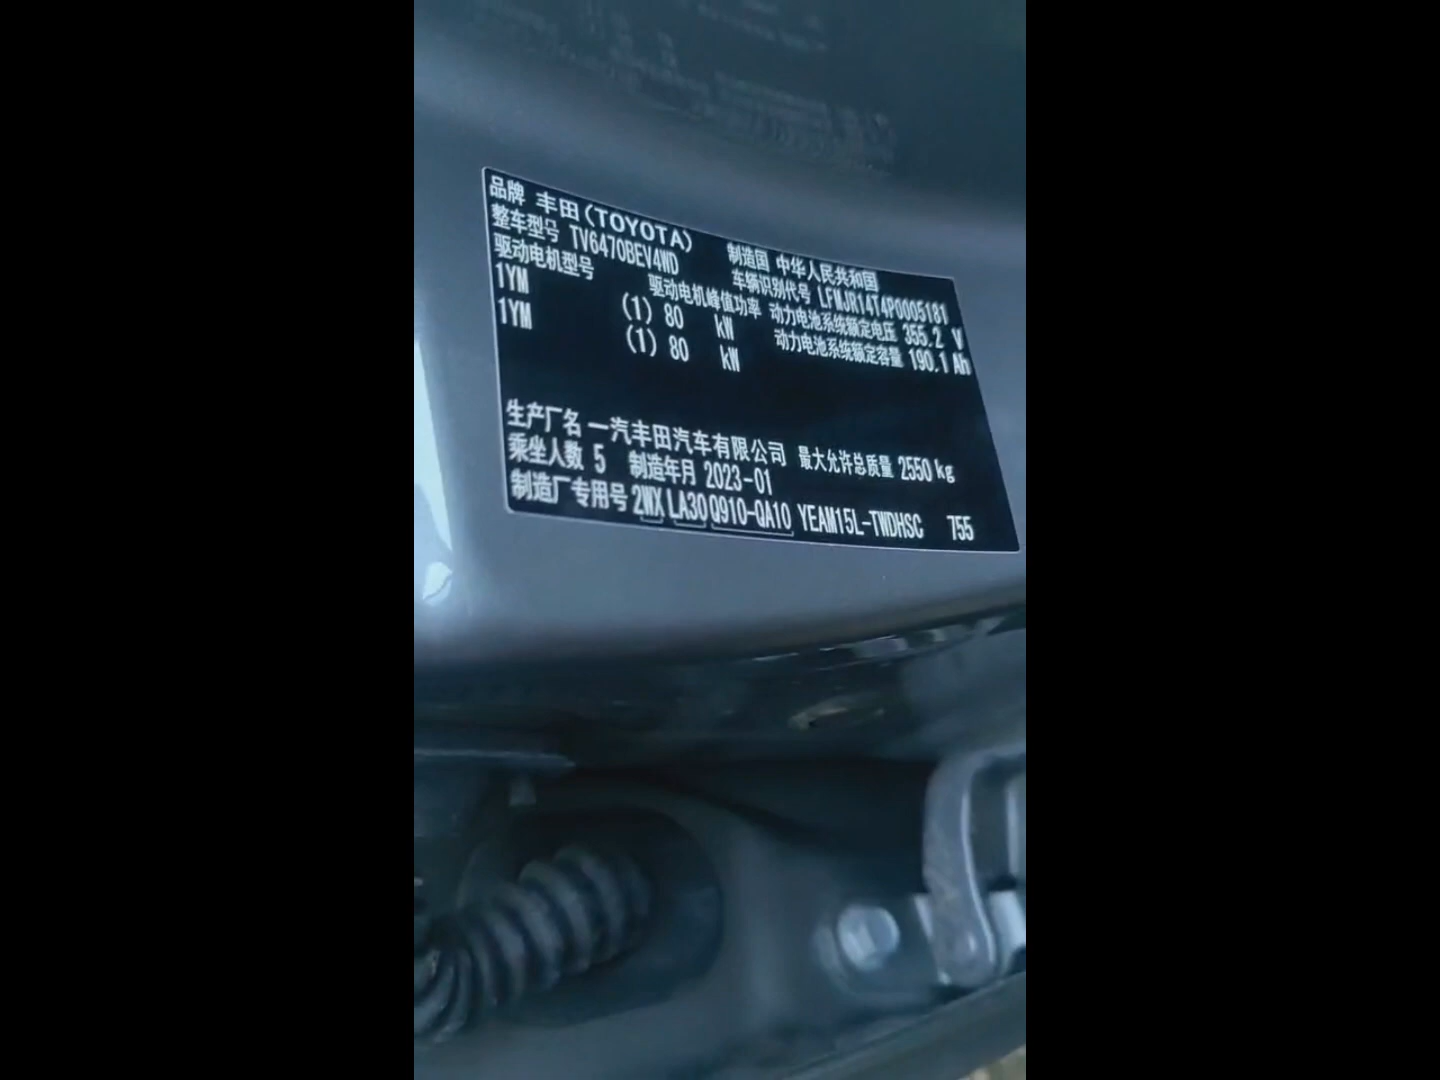 品牌 丰田(TOYOTA) 制造国 中华人民共和国
整车型号 TV6470BEV4WD 车辆识别代号 LFMJR14T4P0005181
驱动电机型号 驱动电机峰值功率 动力电池系统额定电压 355.2 V
1YM (1) 80 kW 动力电池系统额定容量 190.1 Ah
1YM (1) 80 kW
生产厂名 一汽丰田汽车有限公司 最大允许总质量 2550 kg
乘坐人数 5 制造年月 2023-01
制造厂专用号 2WX LA30 Q910-QA10 YEAM15L-TWDHSC 755